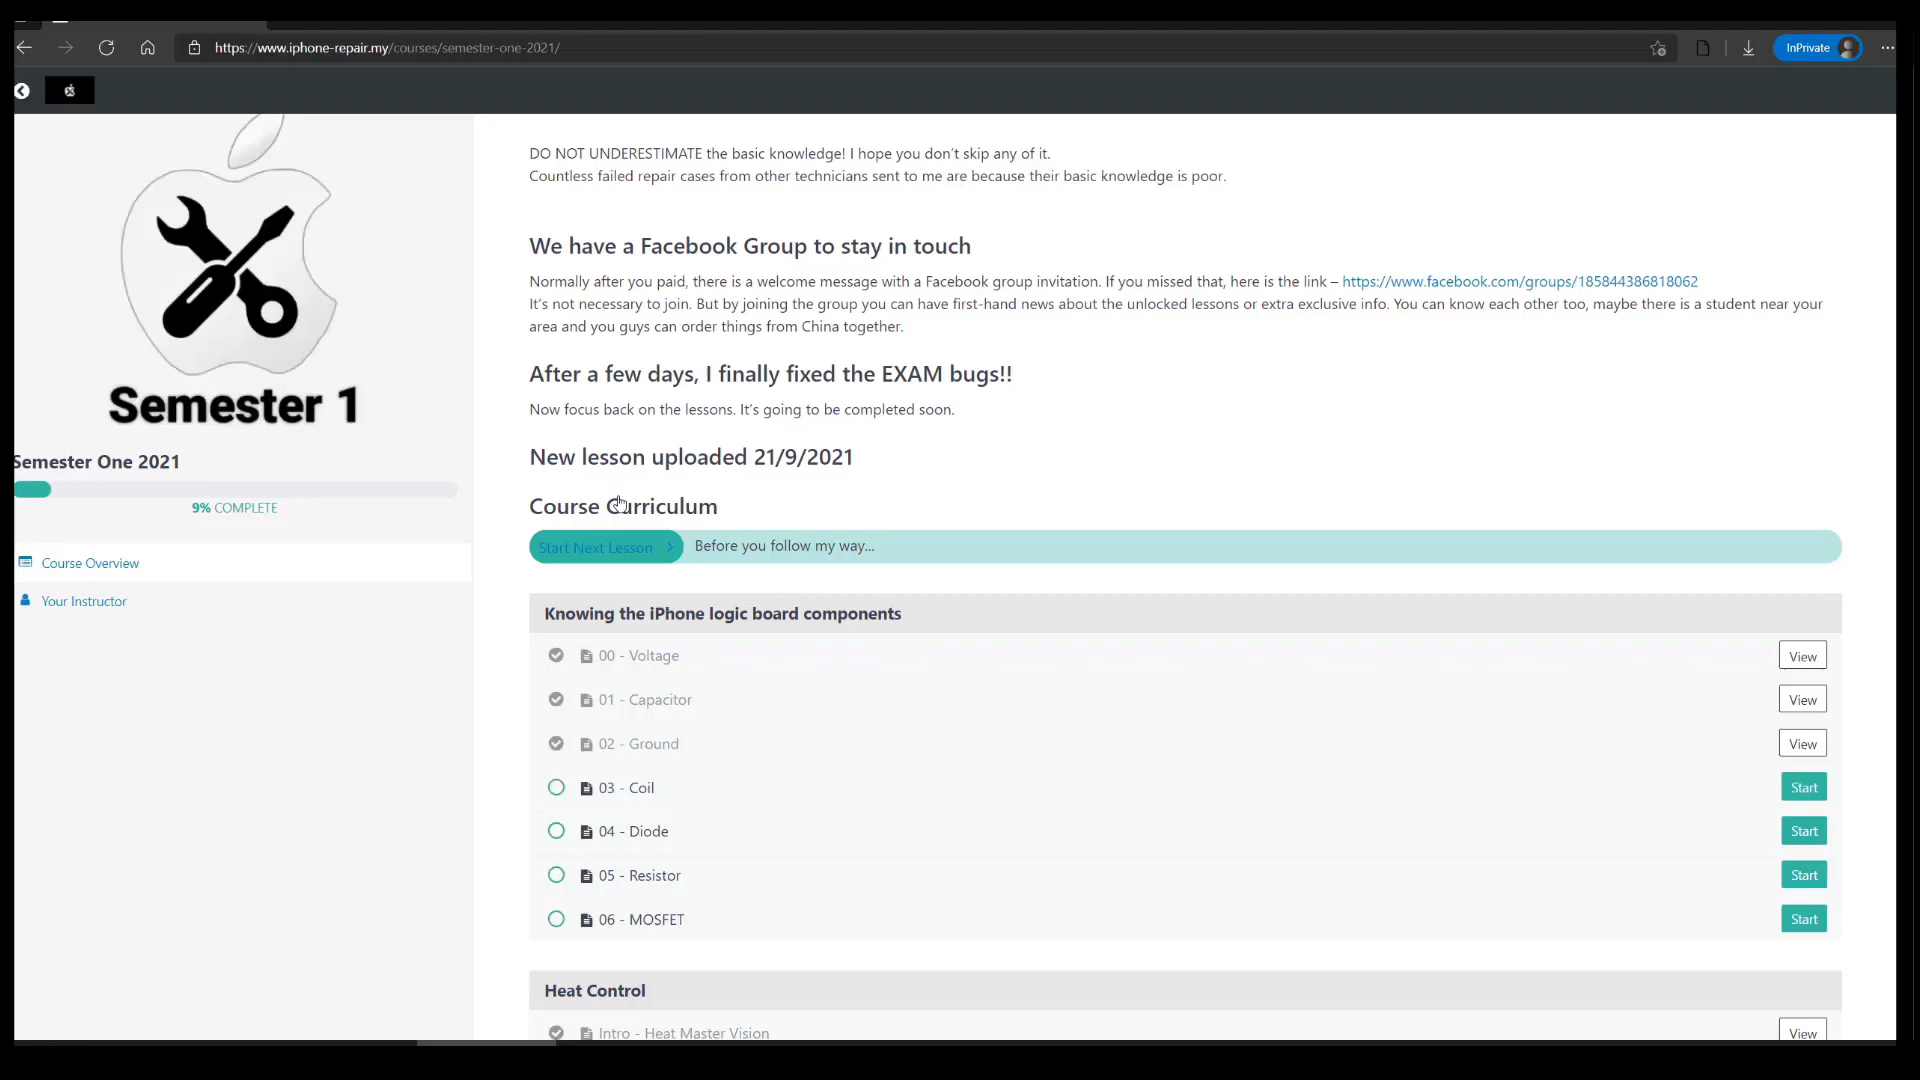 https://www.iphone-repair.my/courses/semester-one-2021/
InPrivate
Semester 1
Semester One 2021
9% COMPLETE
Course Overview
Your Instructor
DO NOT UNDERESTIMATE the basic knowledge! I hope you don't skip any of it.
Countless failed repair cases from other technicians sent to me are because their basic knowledge is poor.
We have a Facebook Group to stay in touch
Normally after you paid, there is a welcome message with a Facebook group invitation. If you missed that, here is the link – https://www.facebook.com/groups/185844386818062
It's not necessary to join. But by joining the group you can have first-hand news about the unlocked lessons or extra exclusive info. You can know each other too, maybe there is a student near your
area and you guys can order things from China together.
After a few days, I finally fixed the EXAM bugs!!
Now focus back on the lessons. It's going to be completed soon.
New lesson uploaded 21/9/2021
Course Curriculum
Start Next Lesson > Before you follow my way...
Knowing the iPhone logic board components
00 - Voltage View
01 - Capacitor View
02 - Ground View
03 - Coil Start
04 - Diode Start
05 - Resistor Start
06 - MOSFET Start
Heat Control
Intro - Heat Master Vision View